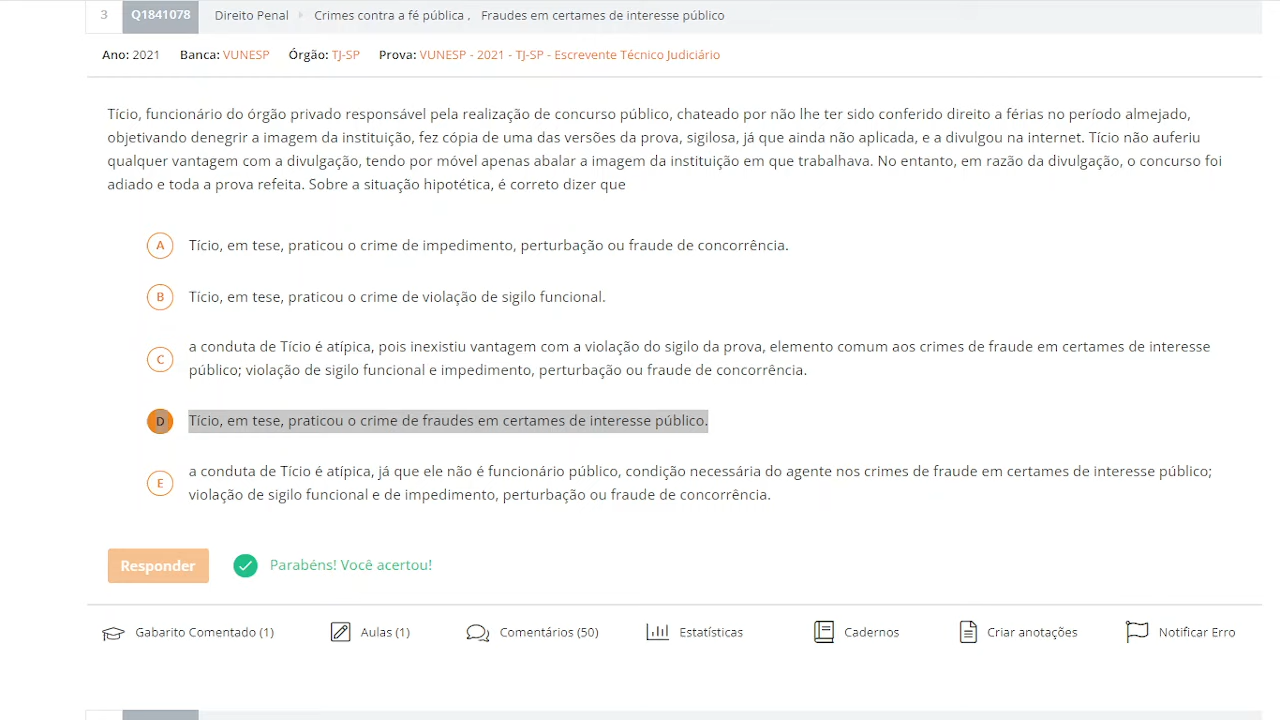 3 Q1841078 Direito Penal Crimes contra a fé pública , Fraudes em certames de interesse público
Ano: 2021 Banca: VUNESP Órgão: TJ-SP Prova: VUNESP - 2021 - TJ-SP - Escrevente Técnico Judiciário
Tício, funcionário do órgão privado responsável pela realização de concurso público, chateado por não lhe ter sido conferido direito a férias no período almejado,
objetivando denegrir a imagem da instituição, fez cópia de uma das versões da prova, sigilosa, já que ainda não aplicada, e a divulgou na internet. Tício não auferiu
qualquer vantagem com a divulgação, tendo por móvel apenas abalar a imagem da instituição em que trabalhava. No entanto, em razão da divulgação, o concurso foi
adiado e toda a prova refeita. Sobre a situação hipotética, é correto dizer que
A Tício, em tese, praticou o crime de impedimento, perturbação ou fraude de concorrência.
B Tício, em tese, praticou o crime de violação de sigilo funcional.
C a conduta de Tício é atípica, pois inexistiu vantagem com a violação do sigilo da prova, elemento comum aos crimes de fraude em certames de interesse
público; violação de sigilo funcional e impedimento, perturbação ou fraude de concorrência.
D Tício, em tese, praticou o crime de fraudes em certames de interesse público.
E a conduta de Tício é atípica, já que ele não é funcionário público, condição necessária do agente nos crimes de fraude em certames de interesse público;
violação de sigilo funcional e de impedimento, perturbação ou fraude de concorrência.
Responder Parabéns! Você acertou!
Gabarito Comentado (1) Aulas (1) Comentários (50) Estatísticas Cadernos Criar anotações Notificar Erro